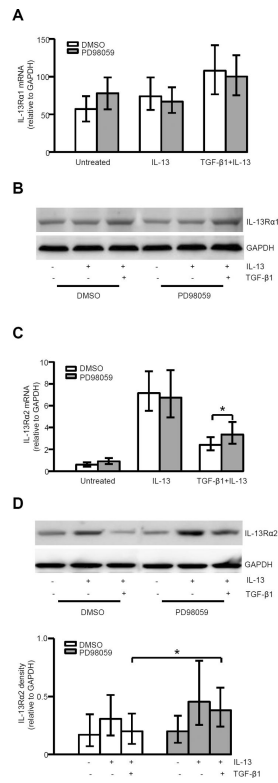 A
IL-13Rα1 mRNA
(relative to GAPDH)
150
100
50
0
DMSO
PD98059
Untreated
IL-13
TGF-β1+IL-13
B
IL-13Rα1
GAPDH
- + + - + + IL-13
- - + - - + TGF-β1
DMSO
PD98059
C
IL-13Rα2 mRNA
(relative to GAPDH)
10
8
6
4
2
0
DMSO
PD98059
*
Untreated
IL-13
TGF-β1+IL-13
D
IL-13Rα2
GAPDH
- + + - + + IL-13
- - + - - + TGF-β1
DMSO
PD98059
IL-13Rα2 density
(relative to GAPDH)
1.0
0.5
0.0
DMSO
PD98059
*
- + + - + + IL-13
- - + - - + TGF-β1